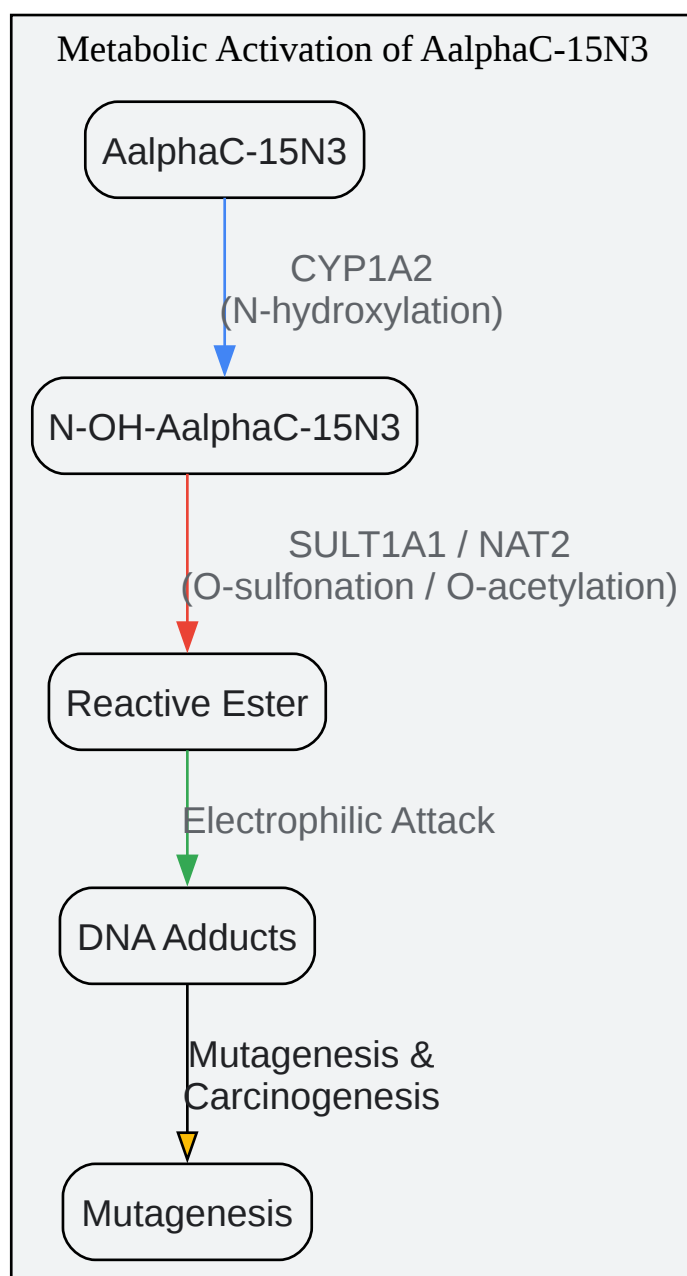 Metabolic Activation of AalphaC-15N3
AalphaC-15N3
CYP1A2
(N-hydroxylation)
N-OH-AalphaC-15N3
SULT1A1 / NAT2
(O-sulfonation / O-acetylation)
Reactive Ester
Electrophilic Attack
DNA Adducts
Mutagenesis &
Carcinogenesis
Mutagenesis